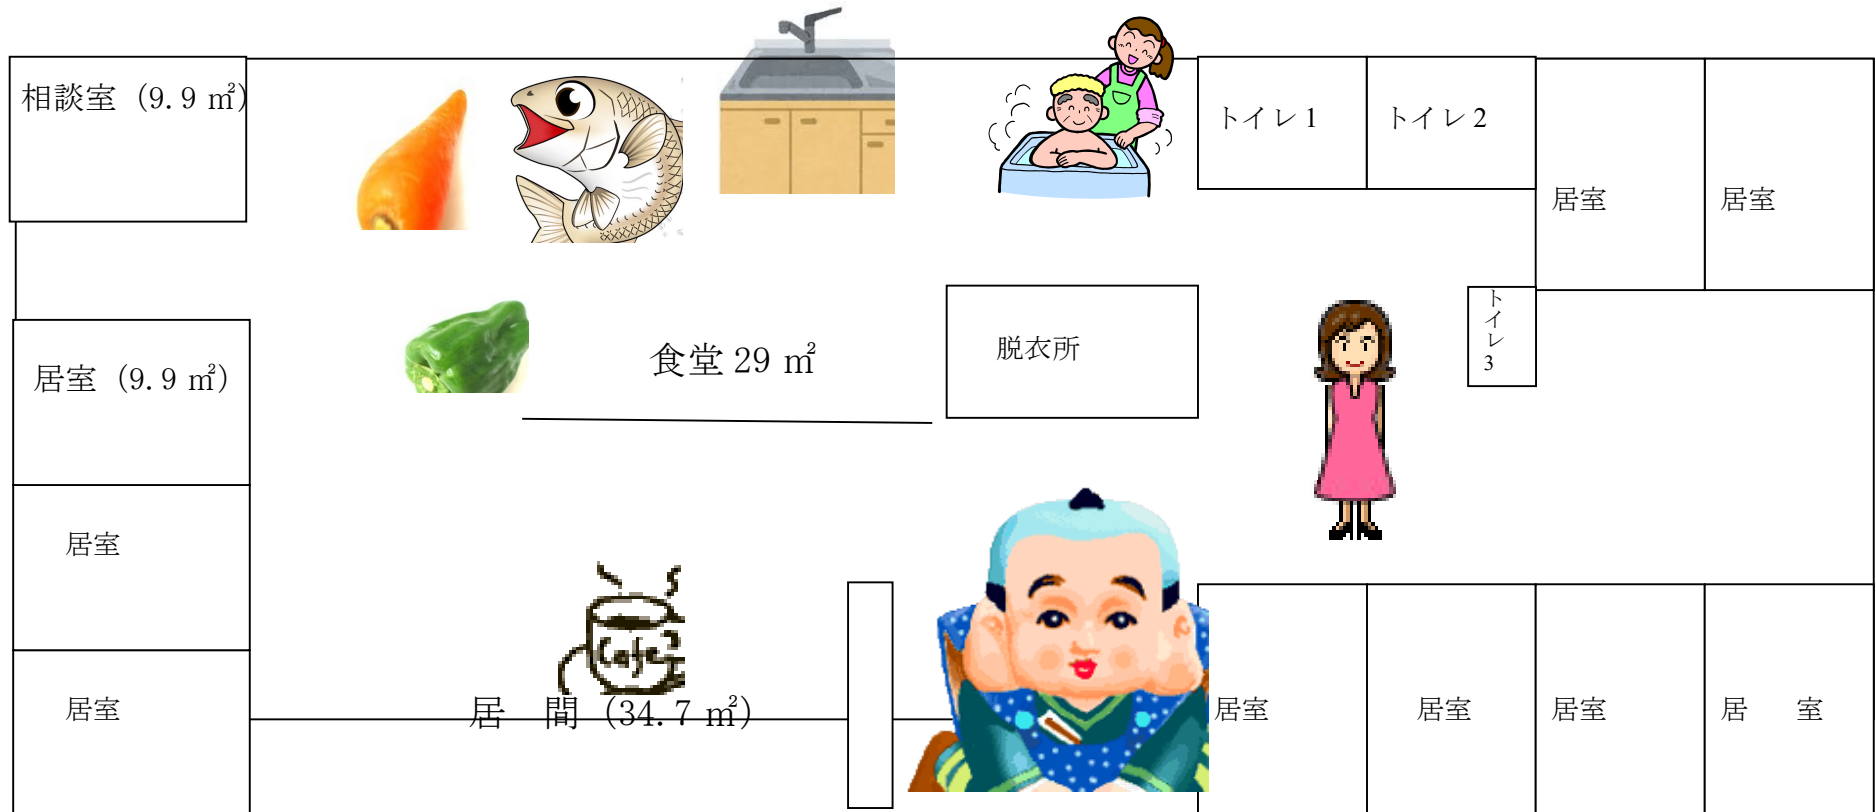 相談室（9.9 ㎡）
トイレ1
トイレ2
居室
居室
トイレ3
居室（9.9 ㎡）
食堂 29 ㎡
脱衣所
居室
Cafe
居室
居　間（34.7 ㎡）
居室
居室
居室
居　室